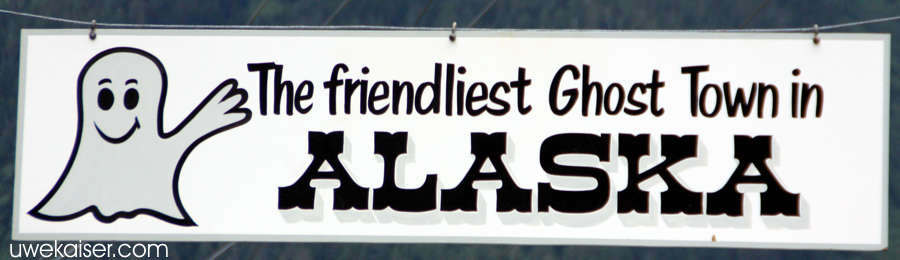 The friendliest Ghost Town in
ALASKA
uwekaiser.com